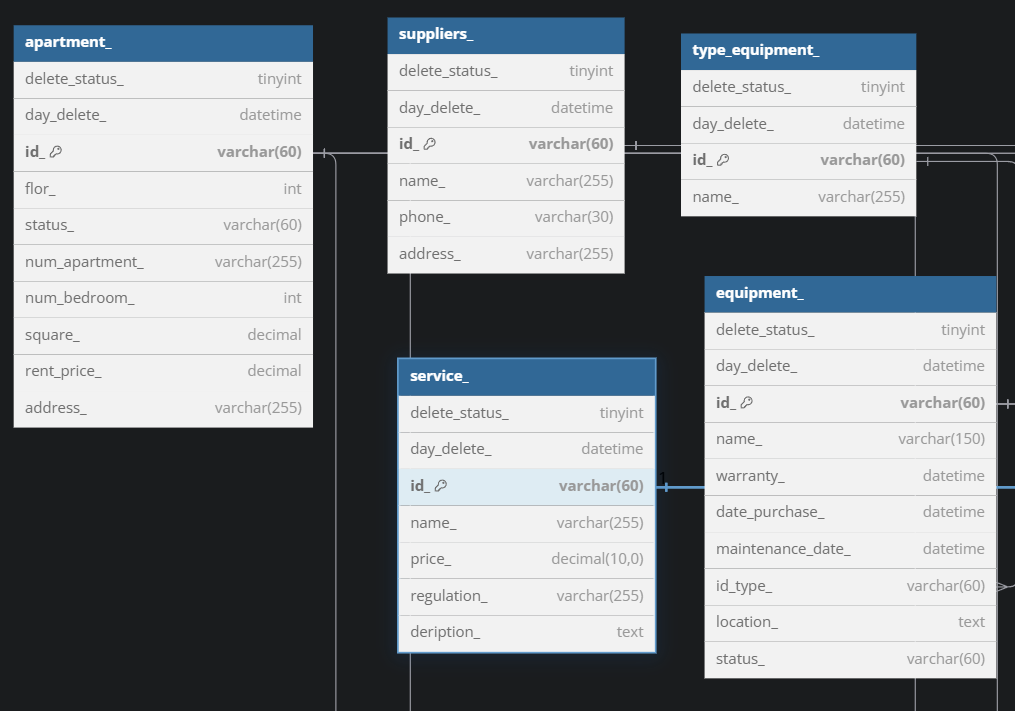 apartment_
delete_status_ tinyint
day_delete_ datetime
id_ varchar(60)
flor_ int
status_ varchar(60)
num_apartment_ varchar(255)
num_bedroom_ int
square_ decimal
rent_price_ decimal
address_ varchar(255)
suppliers_
delete_status_ tinyint
day_delete_ datetime
id_ varchar(60)
name_ varchar(255)
phone_ varchar(30)
address_ varchar(255)
type_equipment_
delete_status_ tinyint
day_delete_ datetime
id_ varchar(60)
name_ varchar(255)
service_
delete_status_ tinyint
day_delete_ datetime
id_ varchar(60)
1
name_ varchar(255)
price_ decimal(10,0)
regulation_ varchar(255)
deription_ text
equipment_
delete_status_ tinyint
day_delete_ datetime
id_ varchar(60)
name_ varchar(150)
warranty_ datetime
date_purchase_ datetime
maintenance_date_ datetime
id_type_ varchar(60)
location_ text
status_ varchar(60)